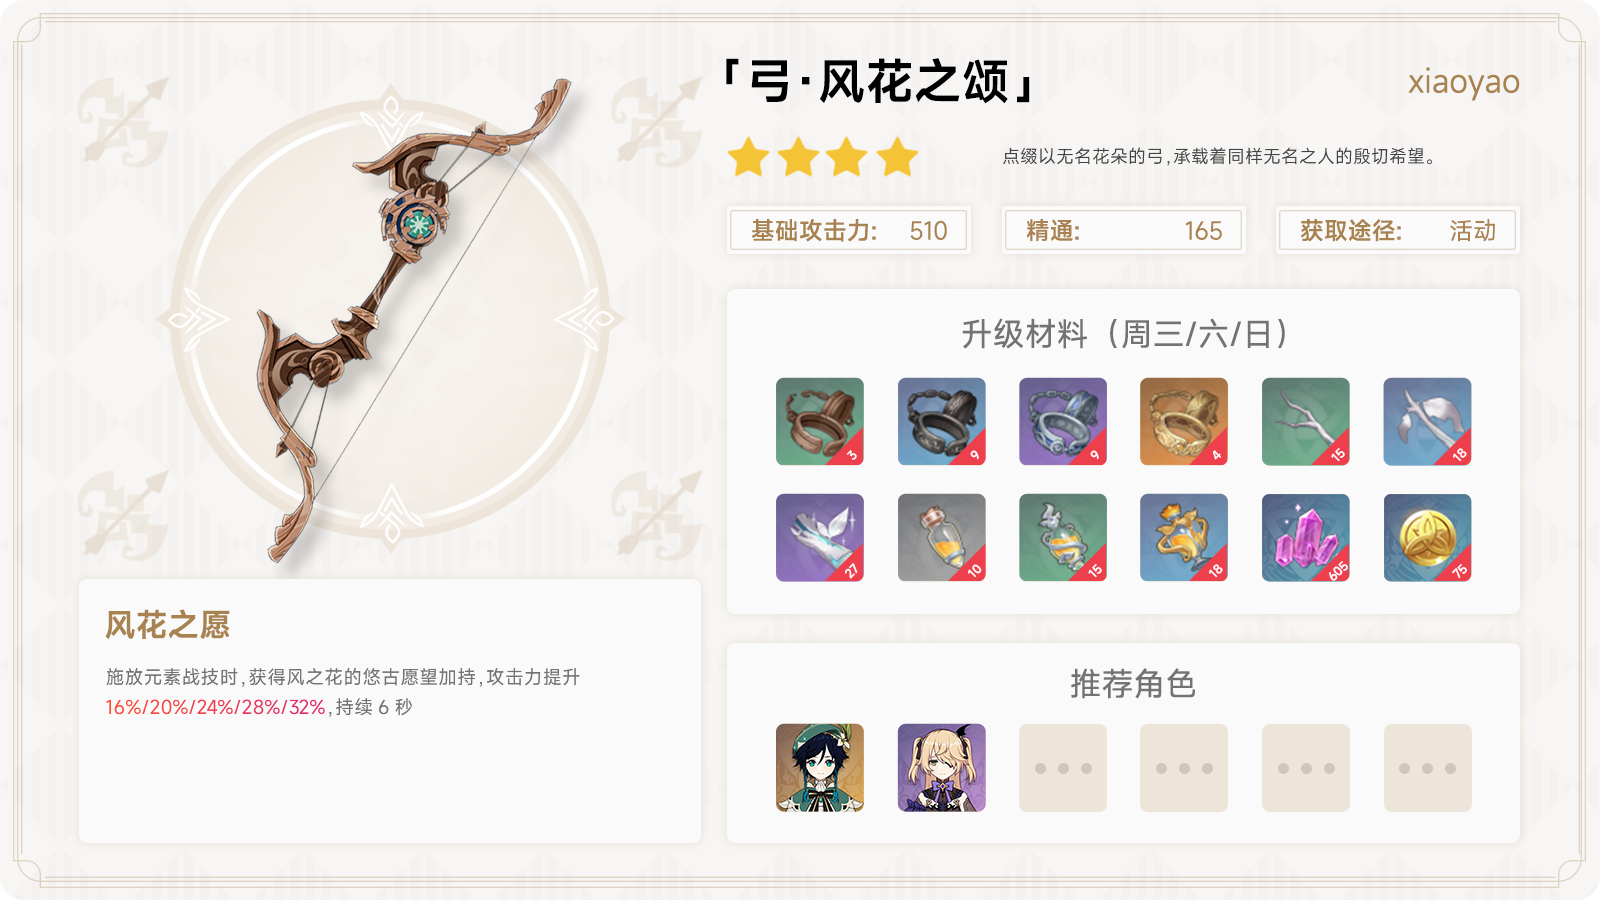 「弓·风花之颂」
xiaoyao
点缀以无名花朵的弓,承载着同样无名之人的殷切希望。
基础攻击力: 510
精通: 165
获取途径: 活动
升级材料（周三/六/日）
3 9 9 4 15 18
27 10 15 18 605 75
风花之愿
施放元素战技时,获得风之花的悠古愿望加持,攻击力提升
16%/20%/24%/28%/32%,持续 6 秒
推荐角色